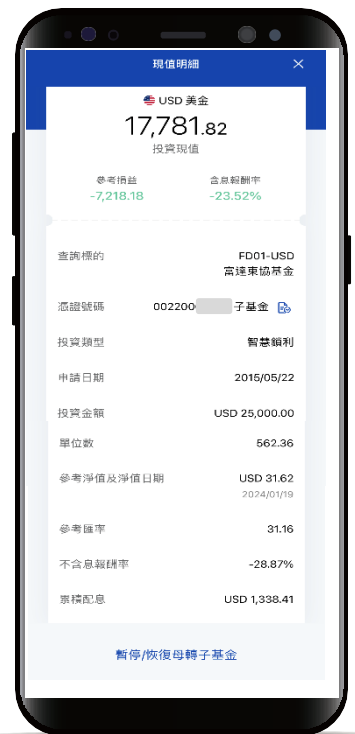 現值明細
USD 美金
17,781.82
投資現值
參考損益 含息報酬率
-7,218.18 -23.52%
查詢標的 FD01-USD
富達東協基金
憑證號碼 002200 子基金
投資類型 智慧鎖利
申請日期 2015/05/22
投資金額 USD 25,000.00
單位數 562.36
參考淨值及淨值日期 USD 31.62
2024/01/19
參考匯率 31.16
不含息報酬率 -28.87%
累積配息 USD 1,338.41
暫停/恢復母轉子基金